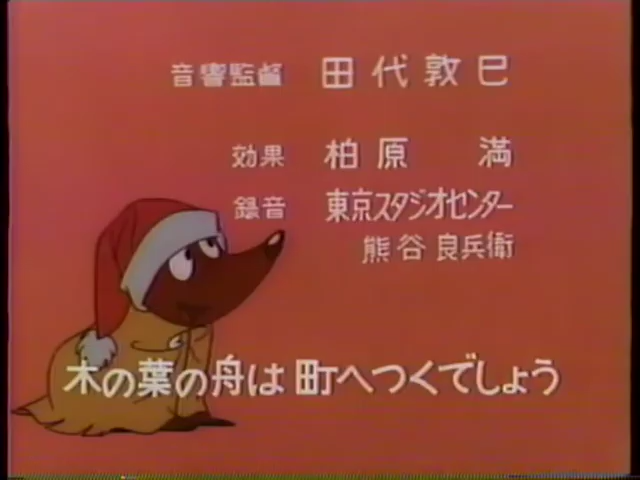 音響監督 田代敦巳
効果 柏原 満
録音 東京スタジオセンター
熊谷良兵衛
木の葉の舟は町へつくでしょう